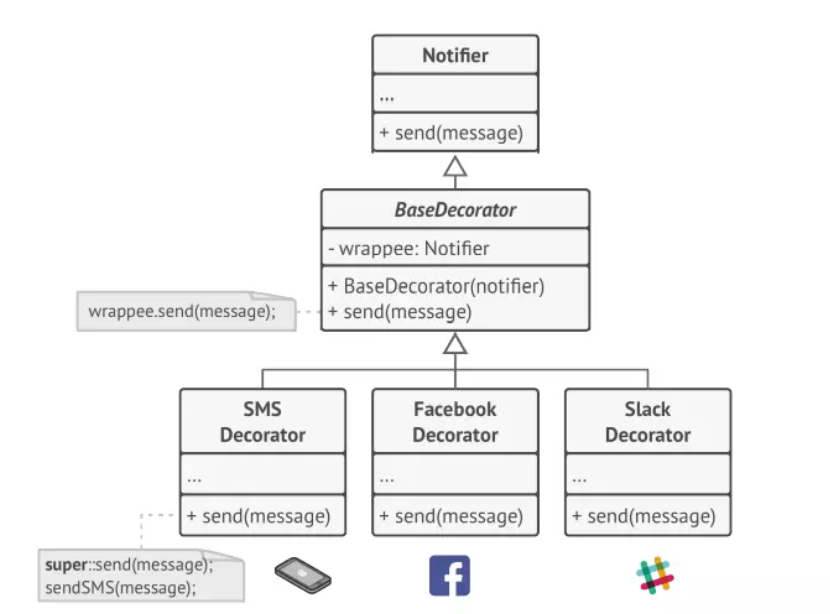 Notifier
...
+ send(message)
BaseDecorator
- wrappee: Notifier
+ BaseDecorator(notifier)
+ send(message)
wrappee.send(message);
SMS
Decorator
...
+ send(message)
Facebook
Decorator
...
+ send(message)
Slack
Decorator
...
+ send(message)
super::send(message);
sendSMS(message);